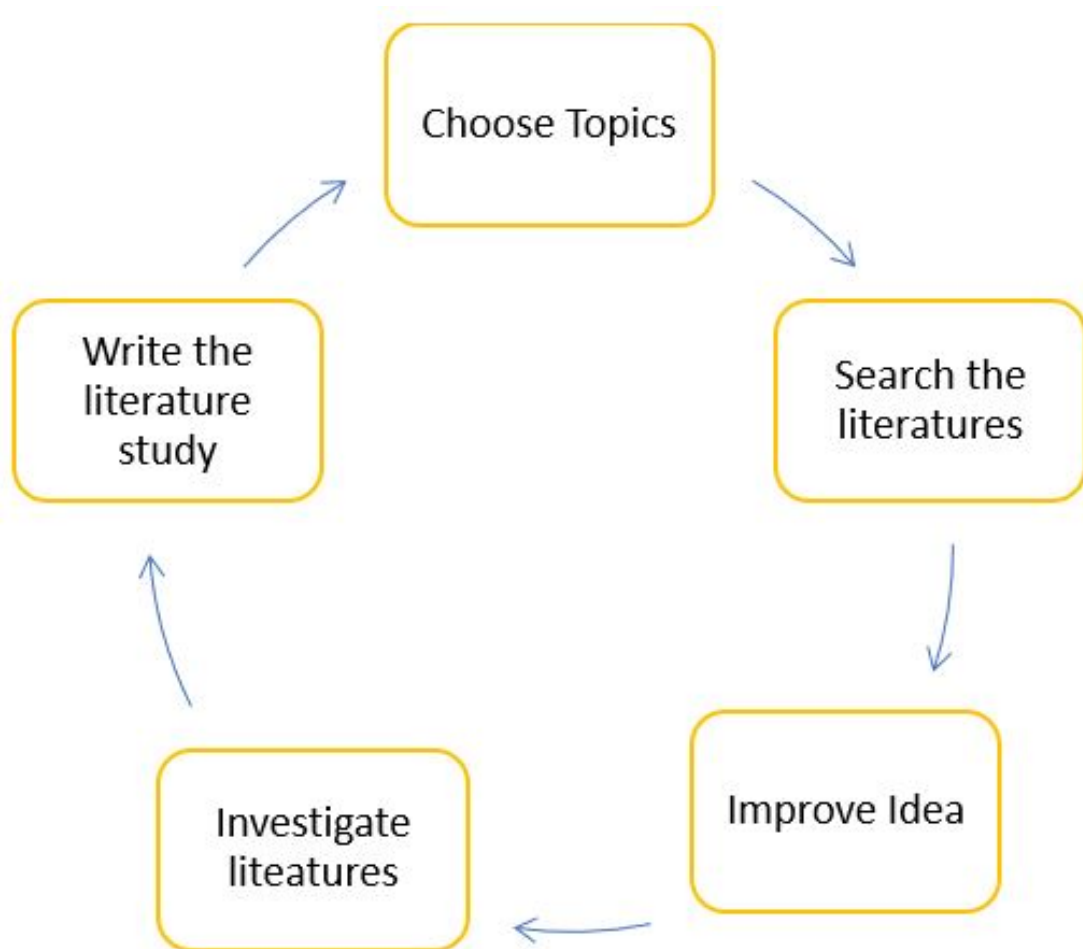 Choose Topics
Search the
literatures
Improve Idea
Investigate
liteatures
Write the
literature
study